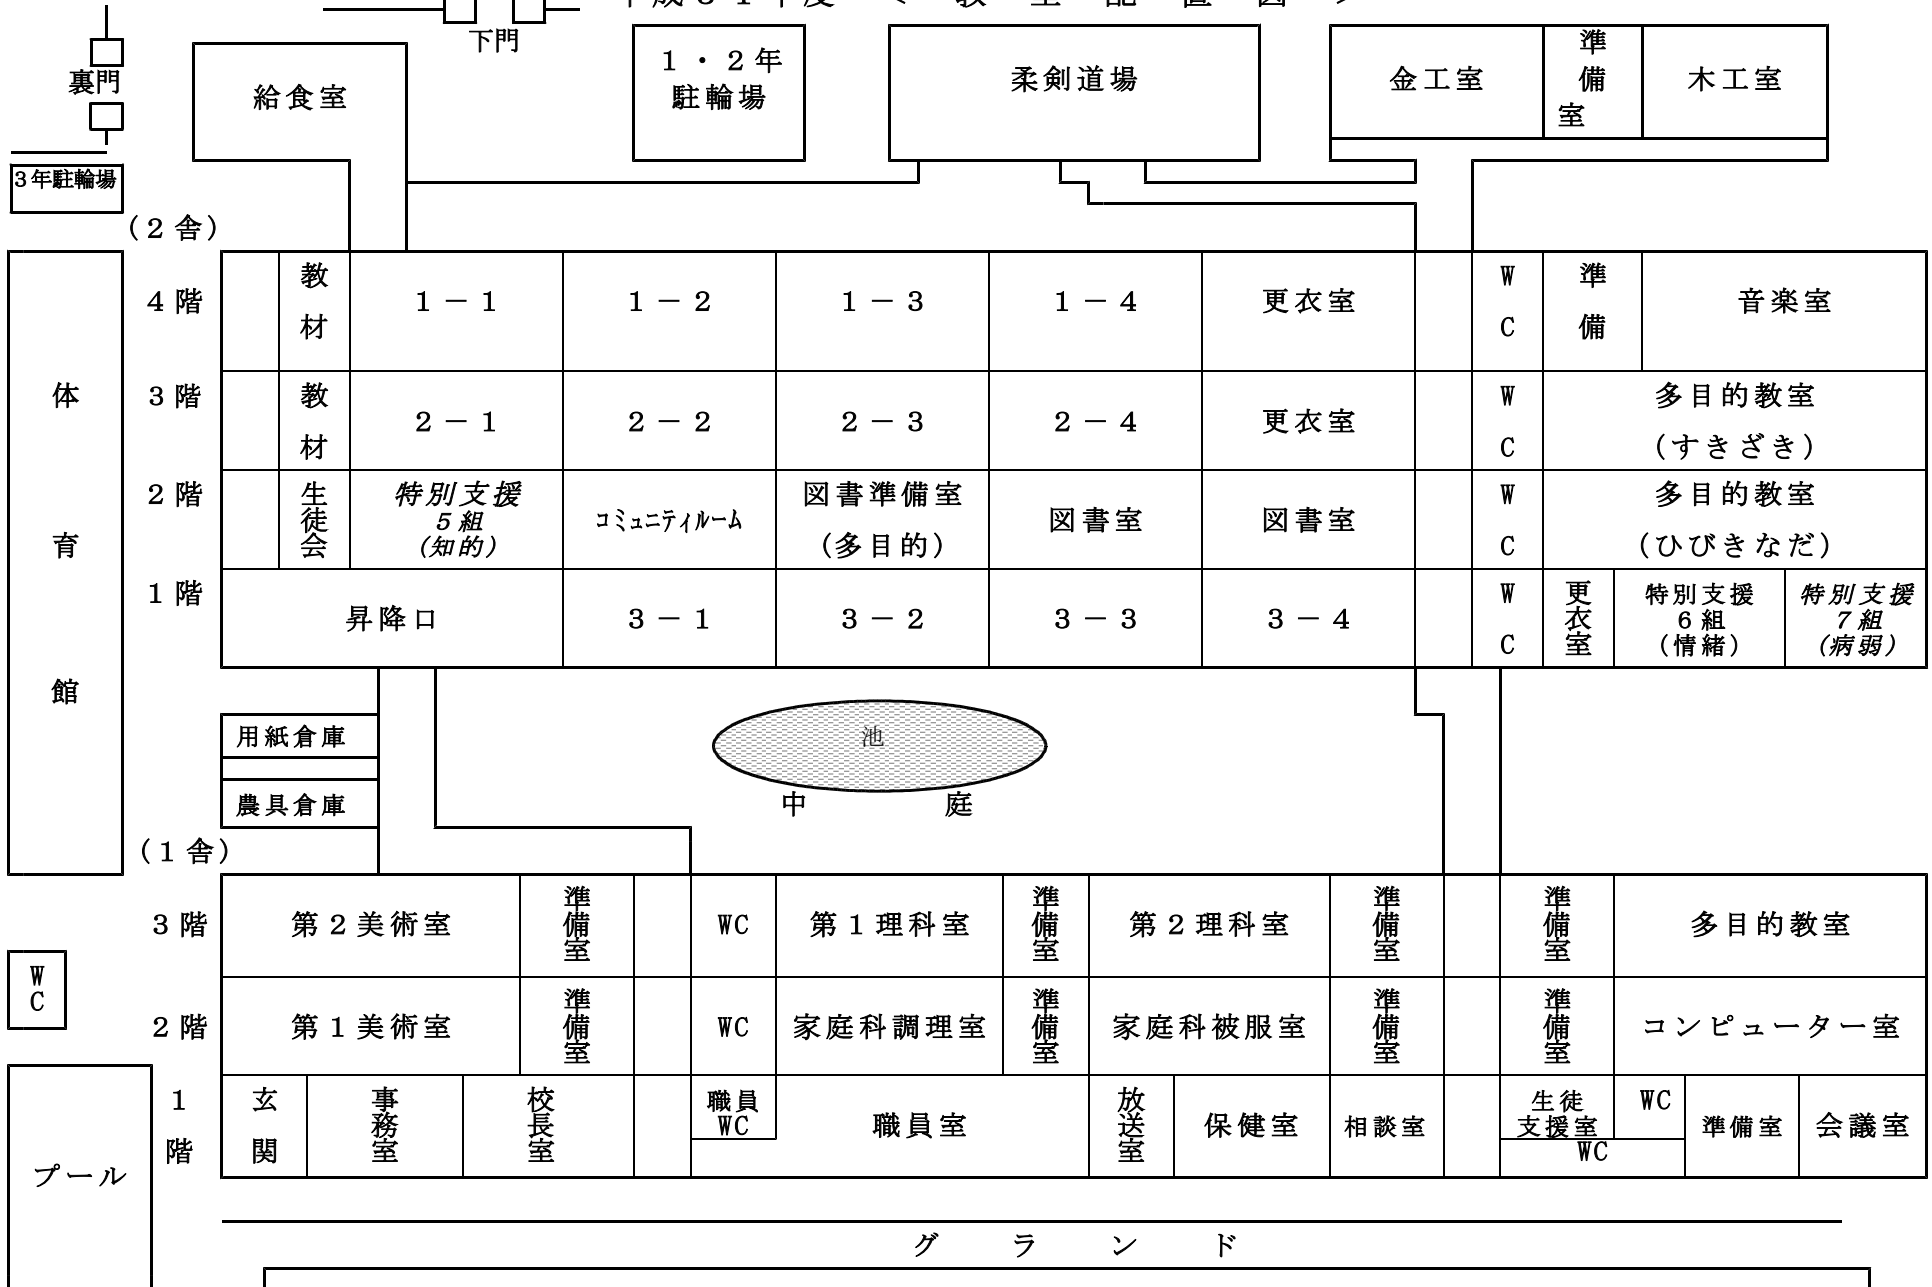 平成３１年度 ＜ 教 室 配 置 図 ＞
下門
裏門
給食室
１・２年
駐輪場
柔剣道場
金工室
準備室
木工室
３年駐輪場
(２舎)
体育館
４階
教材
１－１
１－２
１－３
１－４
更衣室
WC
準備
音楽室
３階
教材
２－１
２－２
２－３
２－４
更衣室
WC
多目的教室
(すきざき)
２階
生徒会
特別支援
５組
(知的)
コミュニティルーム
図書準備室
(多目的)
図書室
図書室
WC
多目的教室
(ひびきなだ)
１階
昇降口
３－１
３－２
３－３
３－４
WC
更衣室
特別支援
６組
(情緒)
特別支援
７組
(病弱)
用紙倉庫
農具倉庫
池
中庭
(１舎)
３階
第２美術室
準備室
WC
第１理科室
準備室
第２理科室
準備室
準備室
多目的教室
WC
２階
第１美術室
準備室
WC
家庭科調理室
準備室
家庭科被服室
準備室
準備室
コンピューター室
１階
玄関
事務室
校長室
職員
WC
職員室
放送室
保健室
相談室
生徒
支援室
WC
WC
準備室
会議室
プール
グランド